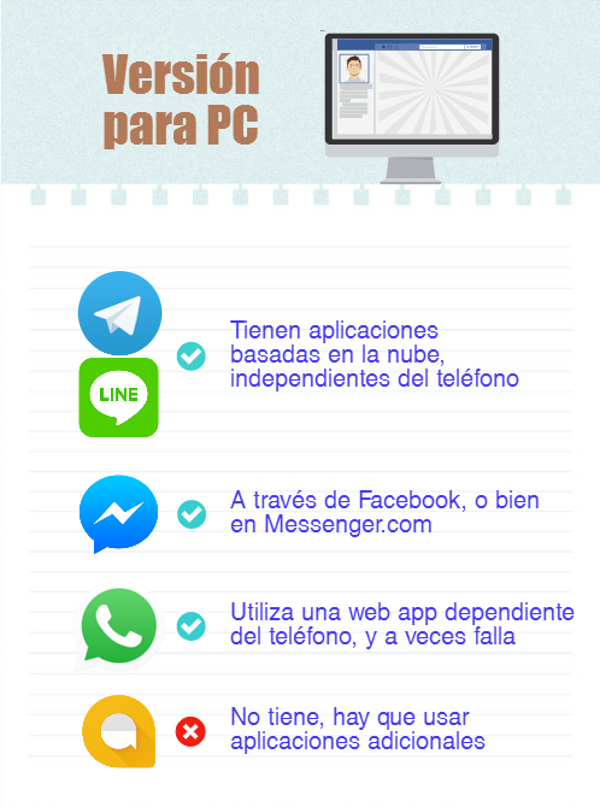 Versión
para PC
Tienen aplicaciones
basadas en la nube,
independientes del teléfono
LINE
A través de Facebook, o bien
en Messenger.com
Utiliza una web app dependiente
del teléfono, y a veces falla
No tiene, hay que usar
aplicaciones adicionales